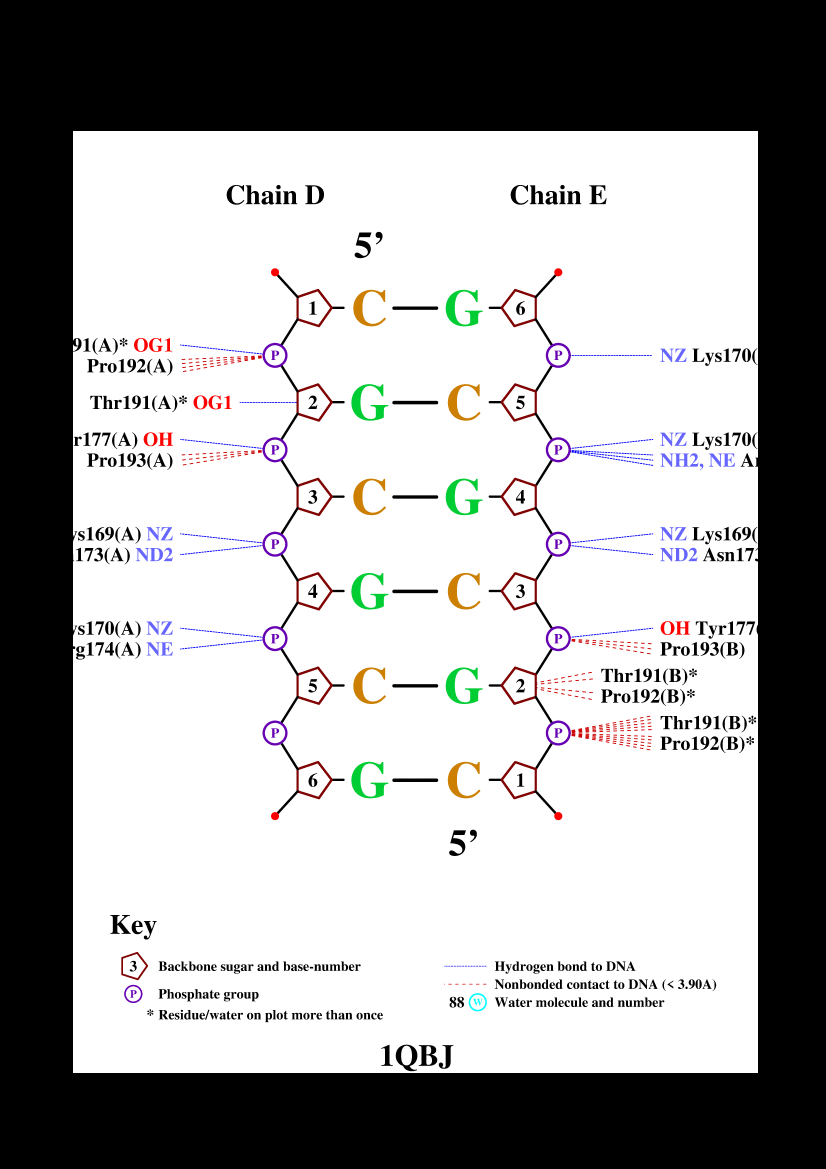 Chain D Chain E
5’
1 C G 6
91(A)* OG1 P P NZ Lys170(
Pro192(A)
Thr191(A)* OG1 2 G C 5
r177(A) OH P P NZ Lys170(
Pro193(A) NH2, NE A
3 C G 4
ys169(A) NZ P P NZ Lys169(
173(A) ND2 ND2 Asn173
4 G C 3
ys170(A) NZ P P OH Tyr177(
rg174(A) NE Pro193(B)
5 C G 2 Thr191(B)*
Pro192(B)*
P P Thr191(B)*
Pro192(B)*
6 G C 1
5’
Key
3 Backbone sugar and base-number
P Phosphate group
* Residue/water on plot more than once
Hydrogen bond to DNA
Nonbonded contact to DNA (< 3.90A)
88 W Water molecule and number
1QBJ